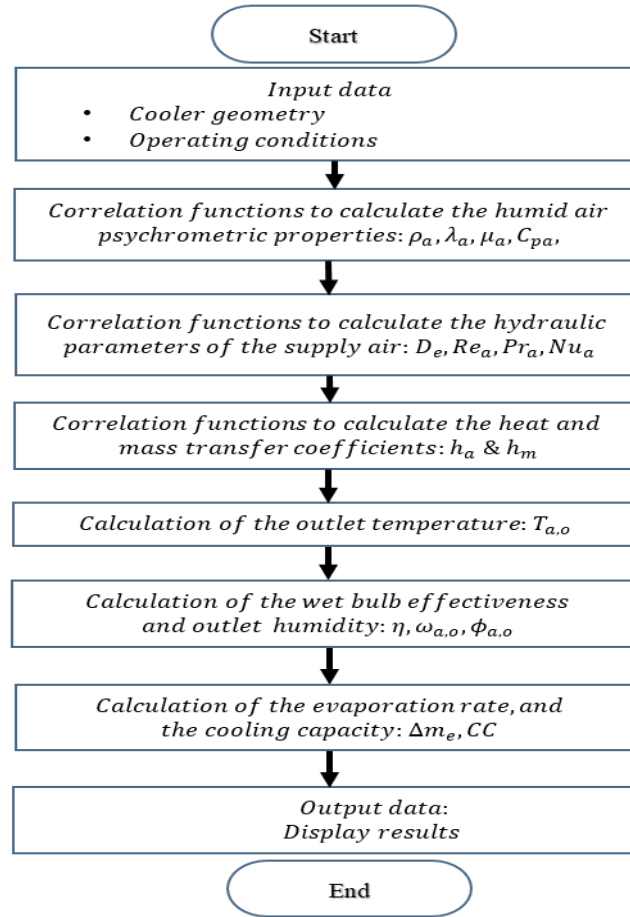 Start
Input data
• Cooler geometry
• Operating conditions
Correlation functions to calculate the humid air
psychrometric properties: ρₐ, λₐ, μₐ, Cₚₐ,
Correlation functions to calculate the hydraulic
parameters of the supply air: Dₑ, Reₐ, Prₐ, Nuₐ
Correlation functions to calculate the heat and
mass transfer coefficients: hₐ & hₘ
Calculation of the outlet temperature: Tₐ,ₒ
Calculation of the wet bulb effectiveness
and outlet humidity: η, ωₐ,ₒ, ϕₐ,ₒ
Calculation of the evaporation rate, and
the cooling capacity: Δmₑ, CC
Output data:
Display results
End